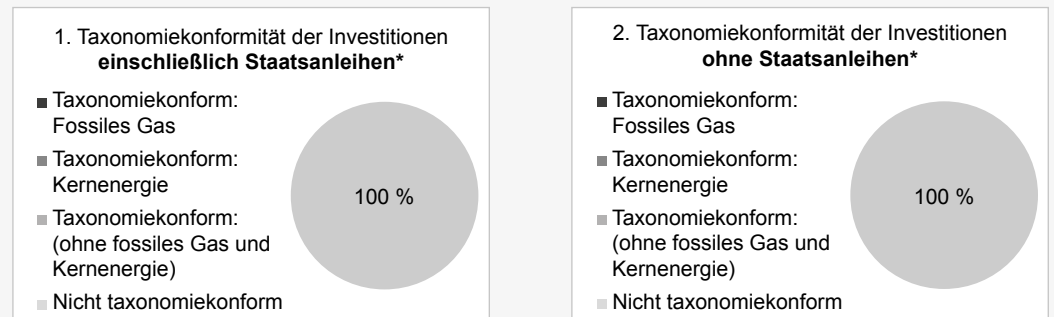 1. Taxonomiekonformität der Investitionen
einschließlich Staatsanleihen*
Taxonomiekonform:
Fossiles Gas
Taxonomiekonform:
Kernenergie
Taxonomiekonform:
(ohne fossiles Gas und
Kernenergie)
Nicht taxonomiekonform
100 %
2. Taxonomiekonformität der Investitionen
ohne Staatsanleihen*
Taxonomiekonform:
Fossiles Gas
Taxonomiekonform:
Kernenergie
Taxonomiekonform:
(ohne fossiles Gas und
Kernenergie)
Nicht taxonomiekonform
100 %